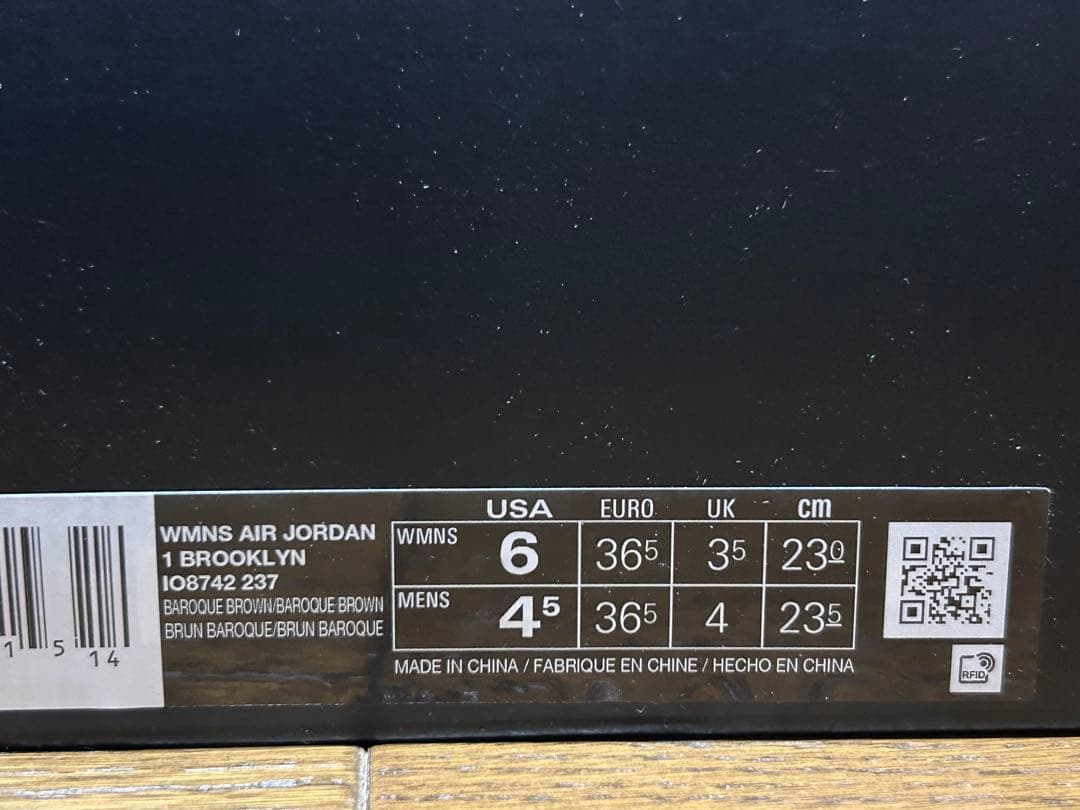 1 5 14
WMNS AIR JORDAN
1 BROOKLYN
IO8742 237
BAROQUE BROWN/BAROQUE BROWN
BRUN BAROQUE/BRUN BAROQUE
USA EURO UK cm
WMNS 6 36⁵ 3⁵ 23⁰
MENS 4⁵ 36⁵ 4 23⁵
MADE IN CHINA / FABRIQUE EN CHINE / HECHO EN CHINA
RFID